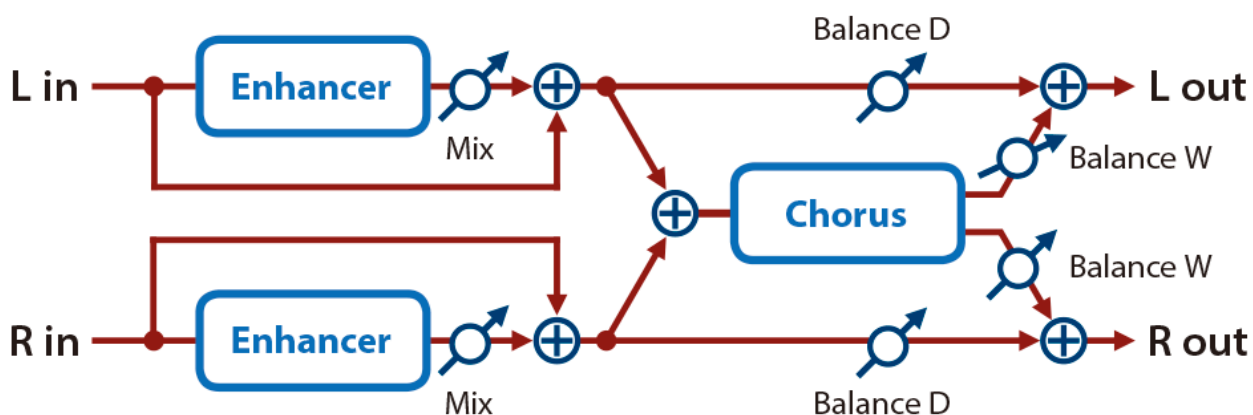 Balance D
L in
Enhancer
L out
Mix
Balance W
Chorus
Balance W
R in
Enhancer
R out
Mix
Balance D